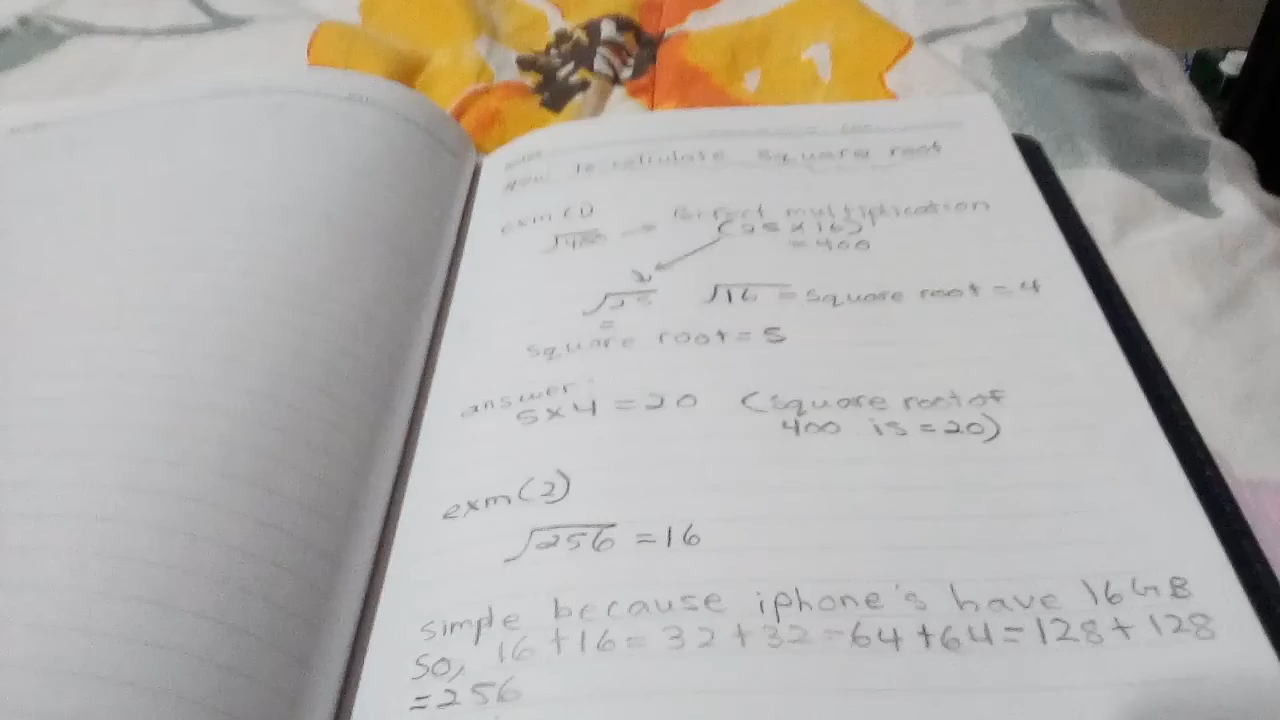 How to calculate square root
exm(1)
√400 → Perfect multiplication
(25 x 16)
= 400
√25 √16 = square root = 4
=
square root = 5
answer:
5 x 4 = 20 (square root of
400 is = 20)
exm(2)
√256 = 16
simple because iphone's have 16GB
so, 16 + 16 = 32 + 32 = 64 + 64 = 128 + 128
= 256